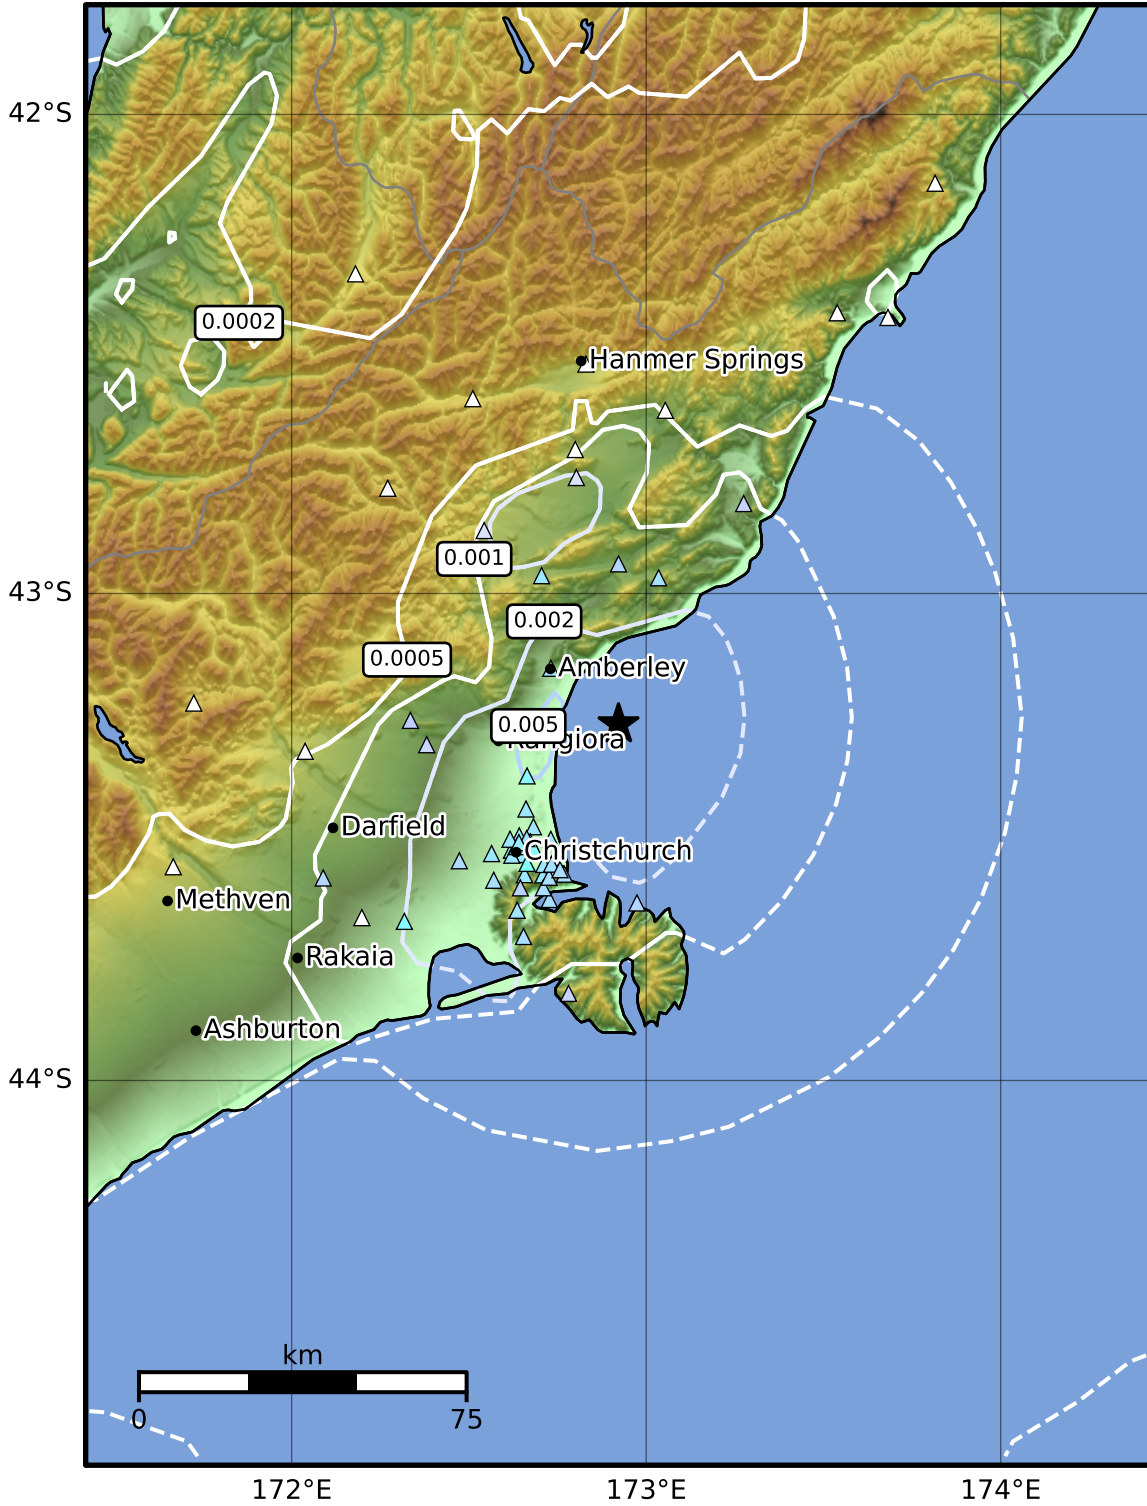 42°S
0.0002
Hanmer Springs
0.001
43°S
0.002
0.0005
Amberley
0.005
Rangiora
Darfield
Christchurch
Methven
Rakaia
Ashburton
44°S
km
0 75
172°E 173°E 174°E